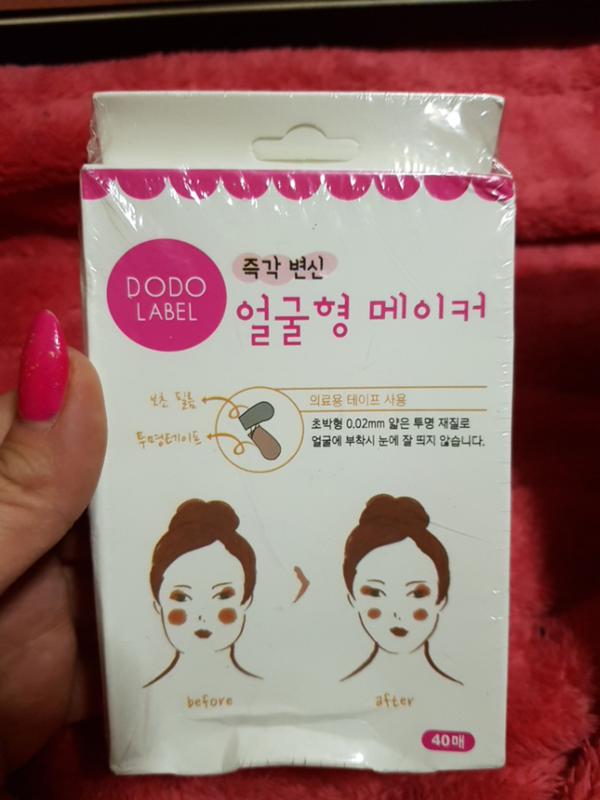 DODO
LABEL
즉각 변신
얼굴형 메이커
보호 필름
투명테이프
의료용 테이프 사용
초박형 0.02mm 얇은 투명 재질로
얼굴에 부착시 눈에 잘 띄지 않습니다.
before
after
40매